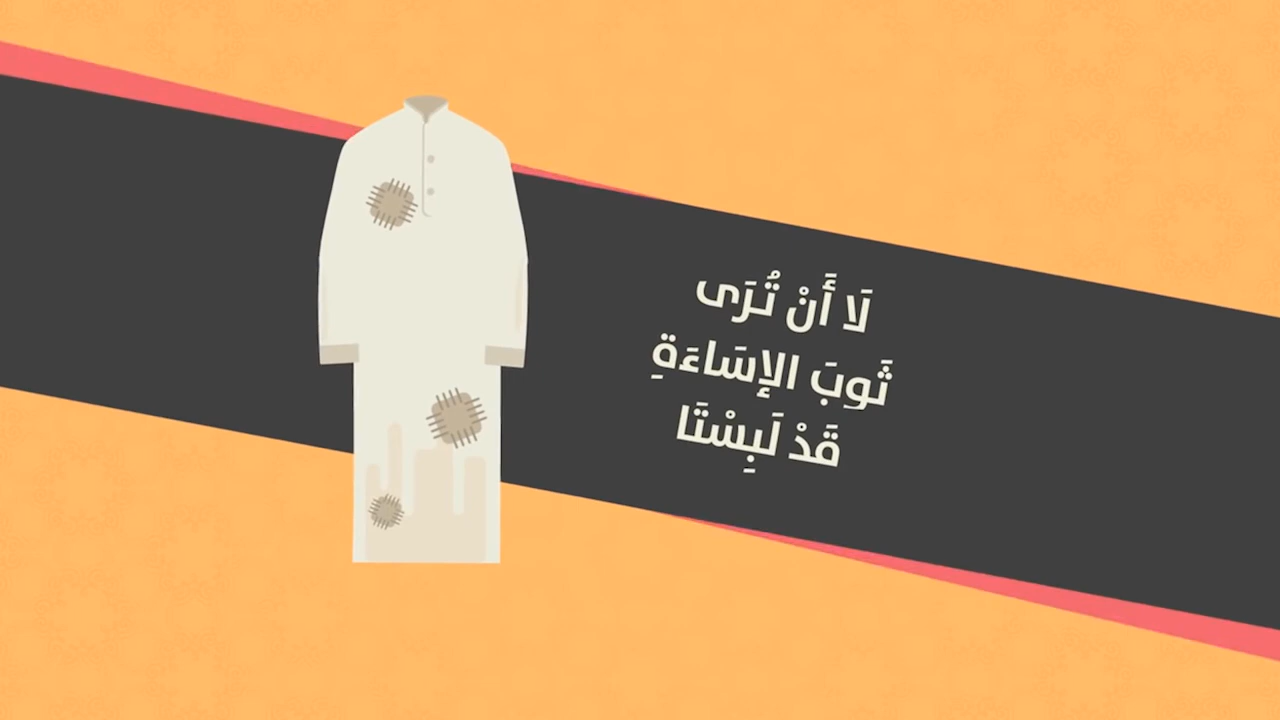 لَا أَنْ تُرَى
ثَوبَ الإِسَاءَةِ
قَدْ لَبِسْتَا